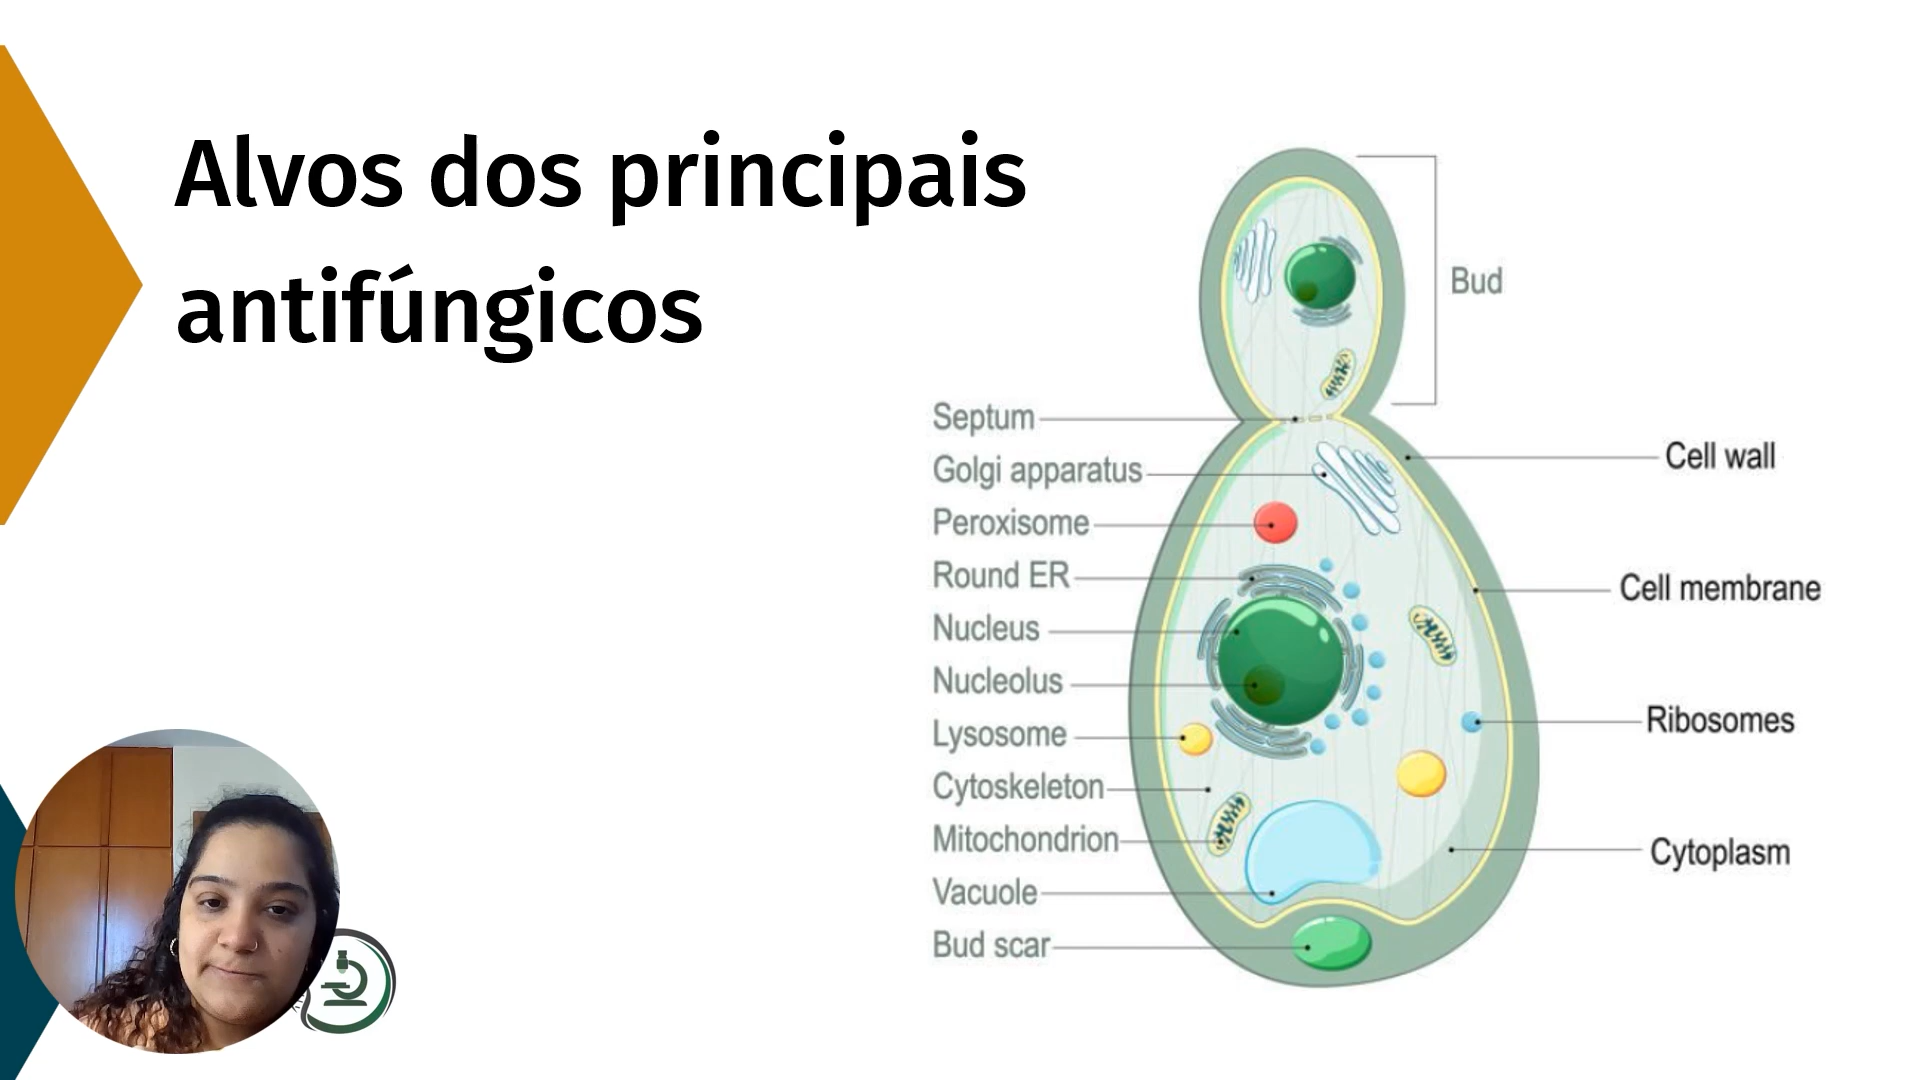 Alvos dos principais
antifúngicos
Bud
Septum
Golgi apparatus
Peroxisome
Round ER
Nucleus
Nucleolus
Lysosome
Cytoskeleton
Mitochondrion
Vacuole
Bud scar
Cell wall
Cell membrane
Ribosomes
Cytoplasm